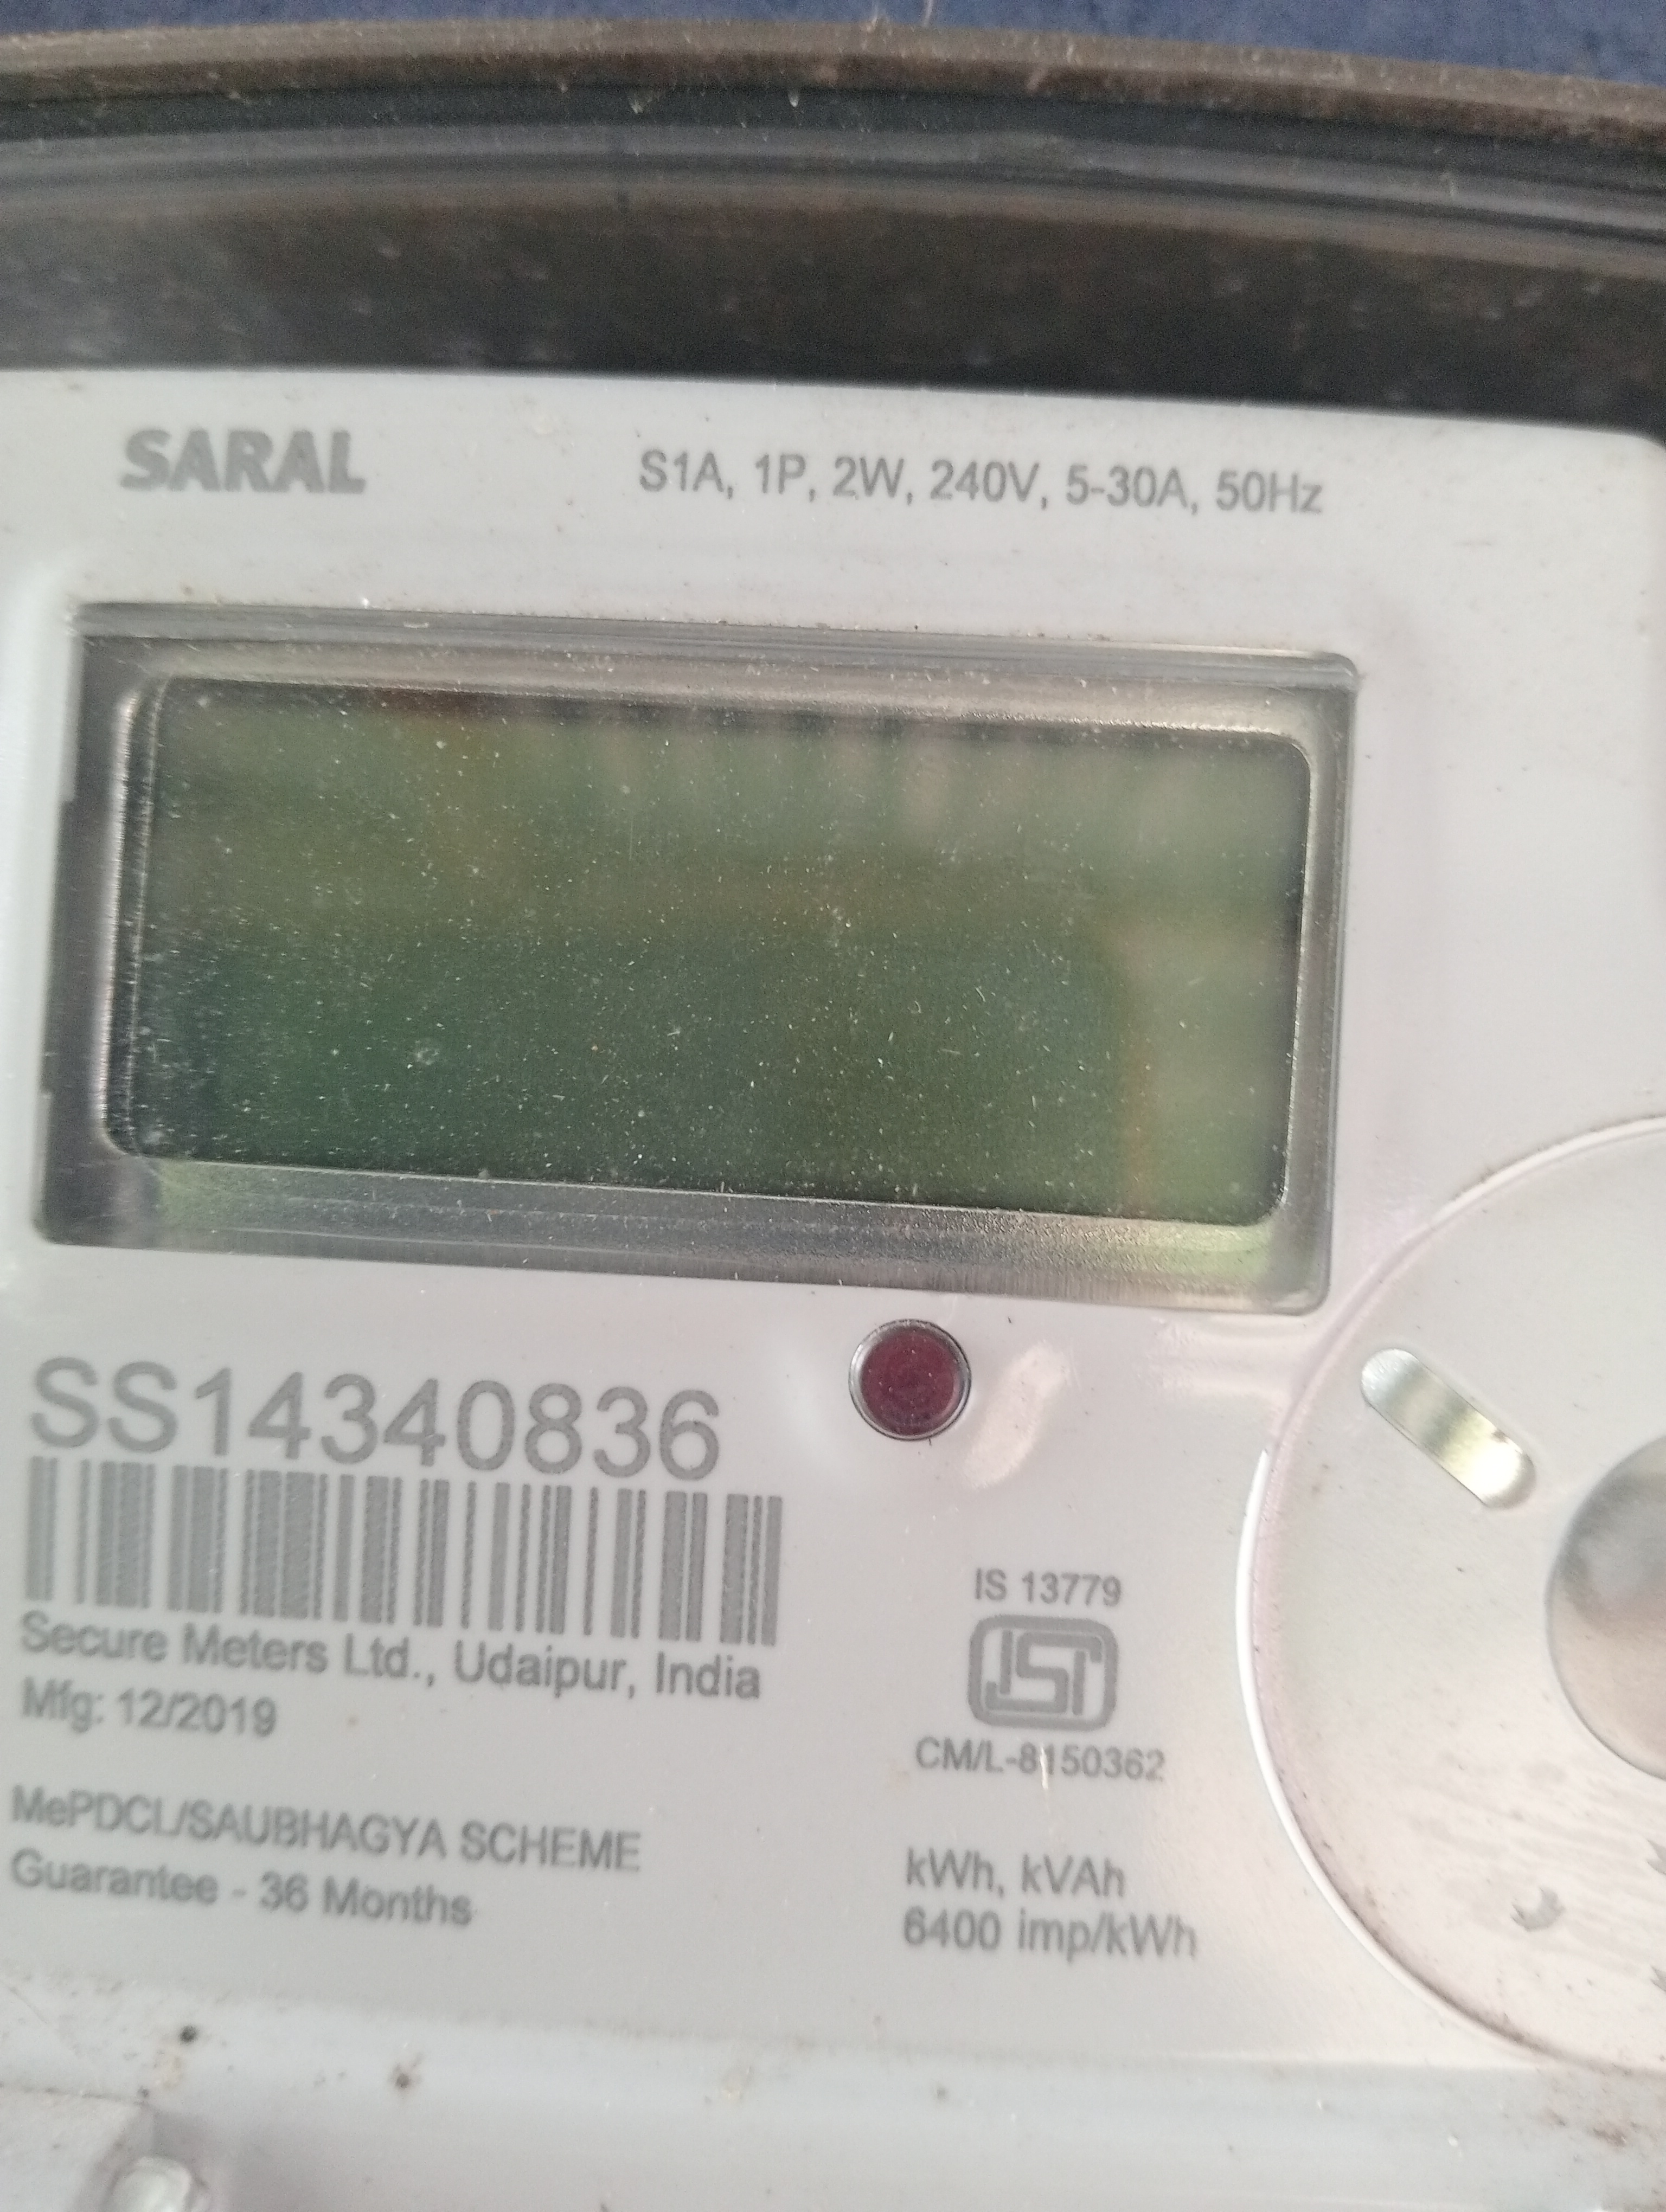 SARAL
S1A, 1P, 2W, 240V, 5-30A, 50Hz
SS14340836
Secure Meters Ltd., Udaipur, India
Mfg: 12/2019
MePDCL/SAUBHAGYA SCHEME
Guarantee - 36 Months
IS 13779
ISI
CM/L-8150362
kWh, kVAh
6400 imp/kWh